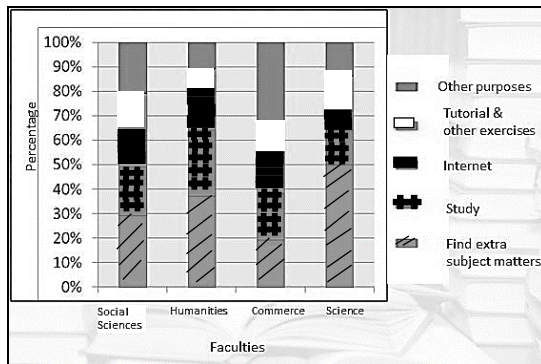 100%
90%
80%
70%
60%
50%
40%
30%
20%
10%
0%
Percentage
Social
Sciences
Humanities
Commerce
Science
Faculties
Other purposes
Tutorial &
other exercises
Internet
Study
Find extra
subject matters